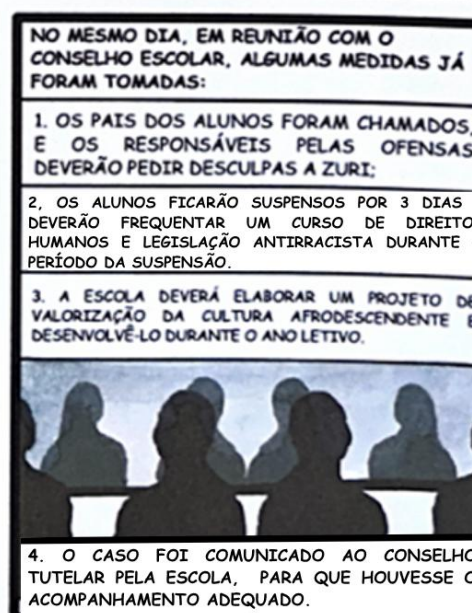 NO MESMO DIA, EM REUNIÃO COM O
CONSELHO ESCOLAR, ALGUMAS MEDIDAS JÁ
FORAM TOMADAS:
1. OS PAIS DOS ALUNOS FORAM CHAMADOS,
E OS RESPONSÁVEIS PELAS OFENSAS
DEVERÃO PEDIR DESCULPAS A ZURI;
2, OS ALUNOS FICARÃO SUSPENSOS POR 3 DIAS
DEVERÃO FREQUENTAR UM CURSO DE DIREITO
HUMANOS E LEGISLAÇÃO ANTIRRACISTA DURANTE
PERÍODO DA SUSPENSÃO.
3. A ESCOLA DEVERÁ ELABORAR UM PROJETO DE
VALORIZAÇÃO DA CULTURA AFRODESCENDENTE E
DESENVOLVÊ-LO DURANTE O ANO LETIVO.
4. O CASO FOI COMUNICADO AO CONSELHO
TUTELAR PELA ESCOLA, PARA QUE HOUVESSE O
ACOMPANHAMENTO ADEQUADO.